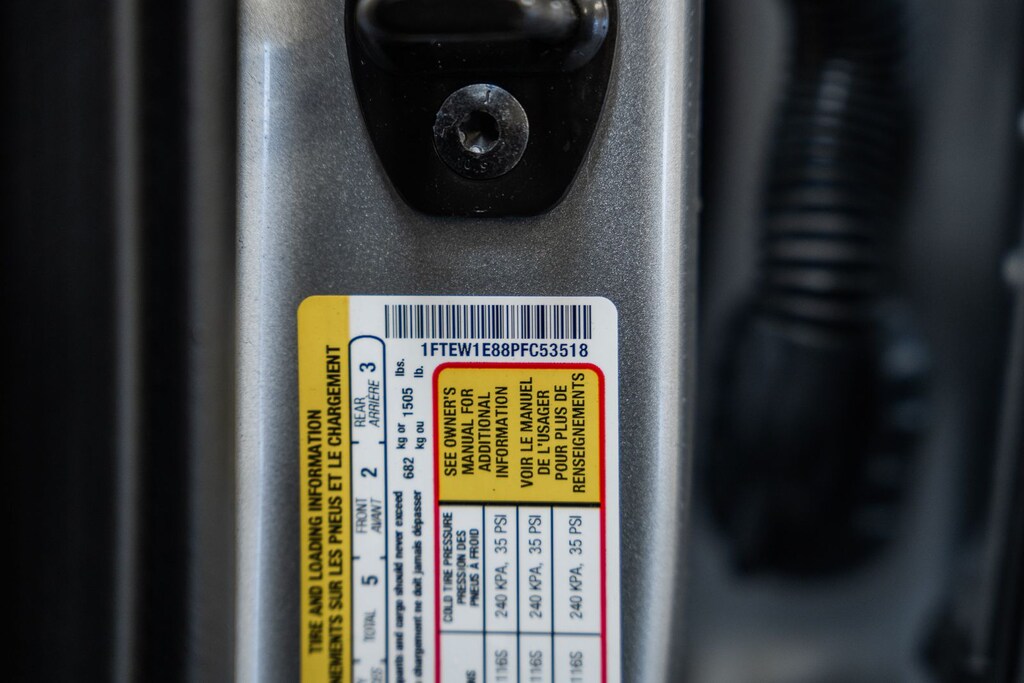 1FTEW1E88PFC53518
TIRE AND LOADING INFORMATION
NEMENTS SUR LES PNEUS ET LE CHARGEMENT
TOTAL 5 FRONT 2 REAR 3
AVANT ARRIÈRE
and cargo should never exceed 682 kg or 1505 lbs.
chargement ne doit jamais dépasser kg ou lb.
SEE OWNER'S
MANUAL FOR
ADDITIONAL
INFORMATION
VOIR LE MANUEL
DE L'USAGER
POUR PLUS DE
RENSEIGNEMENTS
COLD TIRE PRESSURE
PRESSION DES
PNEUS À FROID
116S 240 KPA, 35 PSI
116S 240 KPA, 35 PSI
116S 240 KPA, 35 PSI